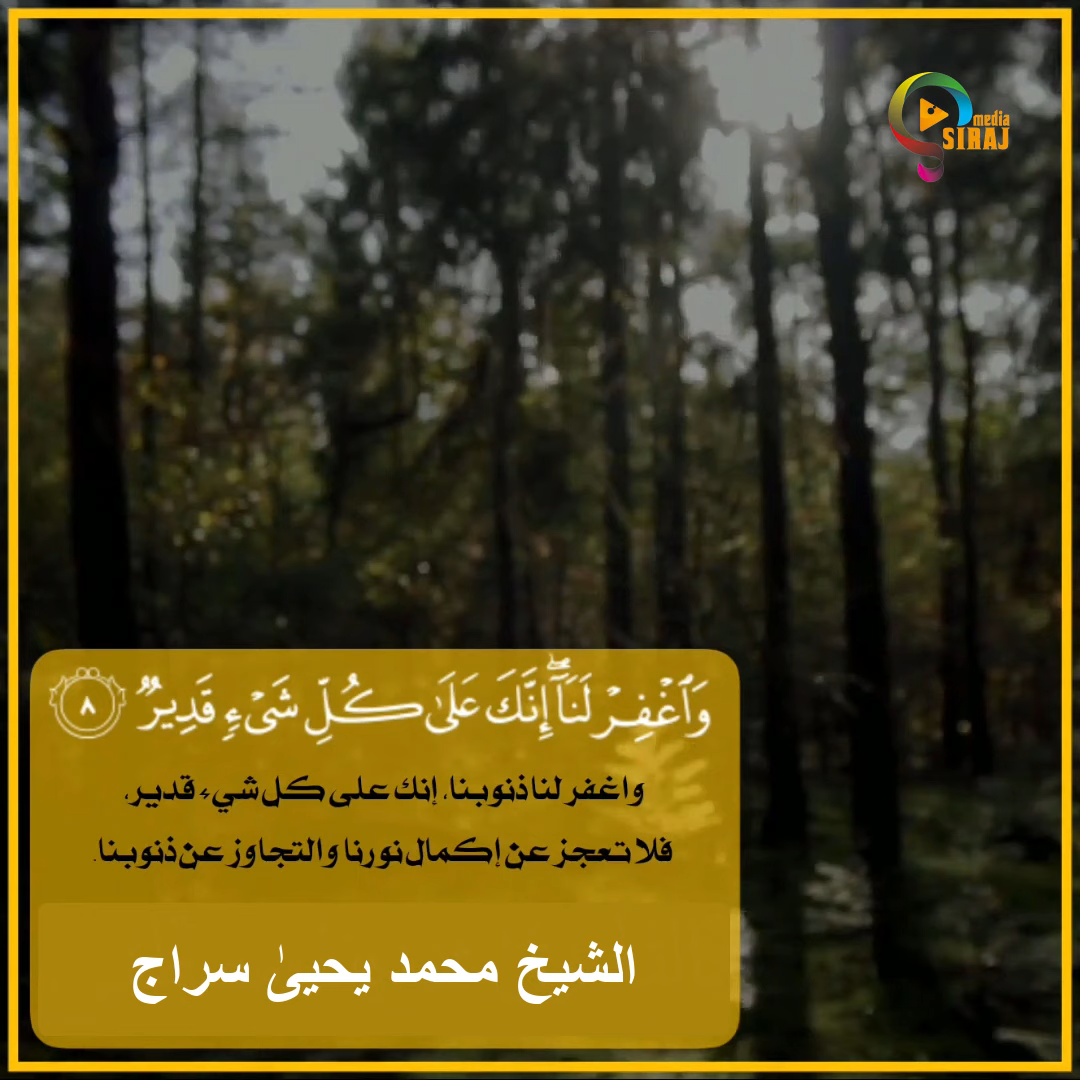 media
SIRAJ
وَٱغۡفِرۡ لَنَآۖ إِنَّكَ عَلَىٰ كُلِّ شَيۡءٖ قَدِيرٞ ٨
واغفر لنا ذنوبنا، إنك على كل شيء قدير،
فلا تعجز عن إكمال نورنا والتجاوز عن ذنوبنا.
الشيخ محمد يحيىٰ سراج